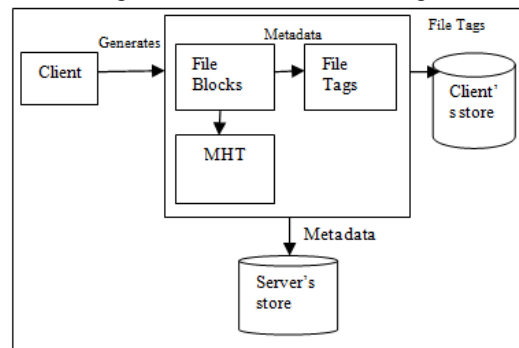 File Tags
Metadata
Generates
Client
File
Blocks
File
Tags
Client'
s store
MHT
Metadata
Server's
store